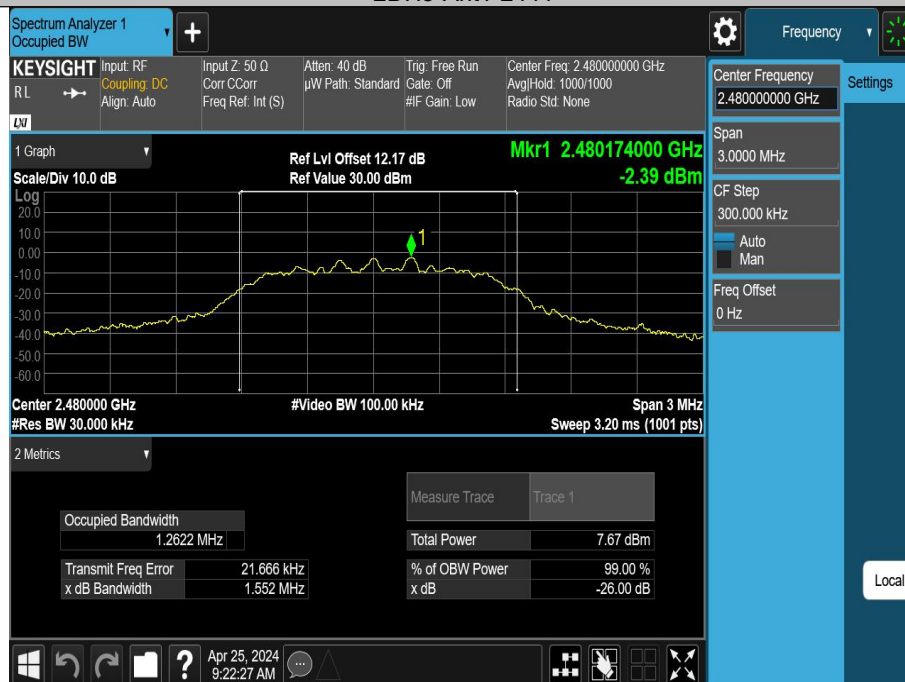 Spectrum Analyzer 1
Occupied BW
Frequency
KEYSIGHT
RL
LXI
Input: RF
Coupling: DC
Align: Auto
Input Z: 50 Ω
Corr CCorr
Freq Ref: Int (S)
Atten: 40 dB
µW Path: Standard
Trig: Free Run
Gate: Off
#IF Gain: Low
Center Freq: 2.480000000 GHz
Avg|Hold: 1000/1000
Radio Std: None
Center Frequency
2.480000000 GHz
Settings
Span
3.0000 MHz
CF Step
300.000 kHz
Auto
Man
Freq Offset
0 Hz
1 Graph
Scale/Div 10.0 dB
Ref Lvl Offset 12.17 dB
Ref Value 30.00 dBm
Mkr1 2.480174000 GHz
-2.39 dBm
Log
20.0
10.0
0.00
-10.0
-20.0
-30.0
-40.0
-50.0
-60.0
1
Center 2.480000 GHz
#Res BW 30.000 kHz
#Video BW 100.00 kHz
Span 3 MHz
Sweep 3.20 ms (1001 pts)
2 Metrics
Measure Trace Trace 1
Occupied Bandwidth
1.2622 MHz
Total Power 7.67 dBm
Transmit Freq Error 21.666 kHz
% of OBW Power 99.00 %
x dB Bandwidth 1.552 MHz
x dB -26.00 dB
Local
?
Apr 25, 2024
9:22:27 AM